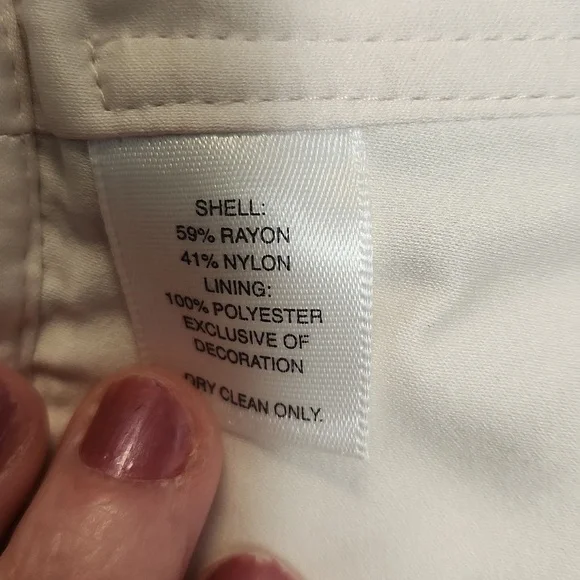 SHELL:
59% RAYON
41% NYLON
LINING:
100% POLYESTER
EXCLUSIVE OF
DECORATION
DRY CLEAN ONLY.